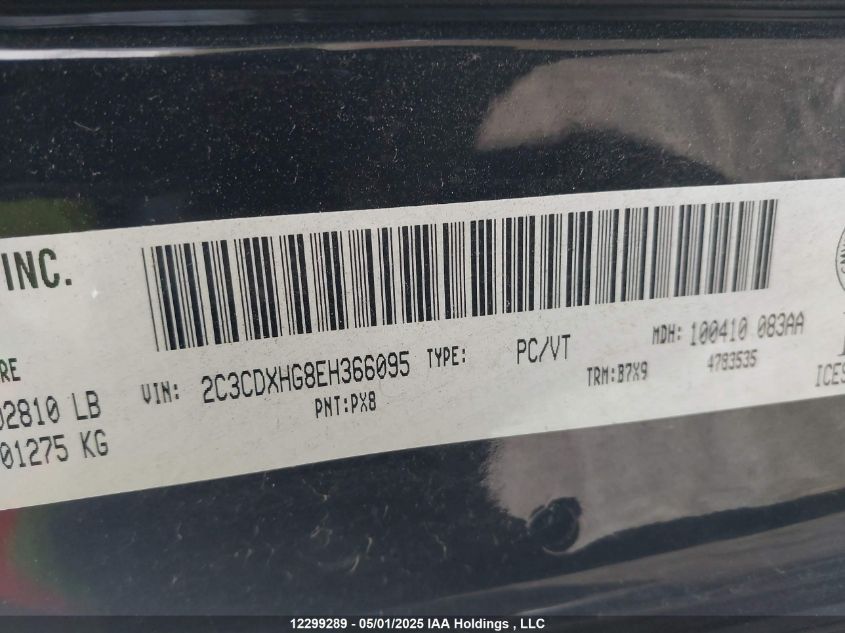 INC.
RE
02810 LB
01275 KG
VIN: 2C3CDXHG8EH366095 TYPE: PC/VT MDH: 100410 083AA
PNT:PX8 TRM:B7X9 4783535
ICES
12299289 - 05/01/2025 IAA Holdings , LLC